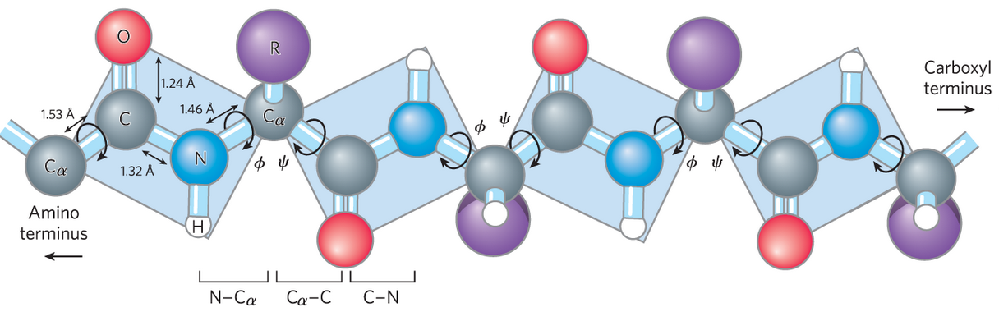 O
R
1.24 Å
Carboxyl
terminus
1.53 Å
C
1.46 Å
Cα
ϕ
ψ
N
Cα
1.32 Å
ϕ
ψ
ϕ
ψ
Amino
terminus
H
N–Cα
Cα–C
C–N